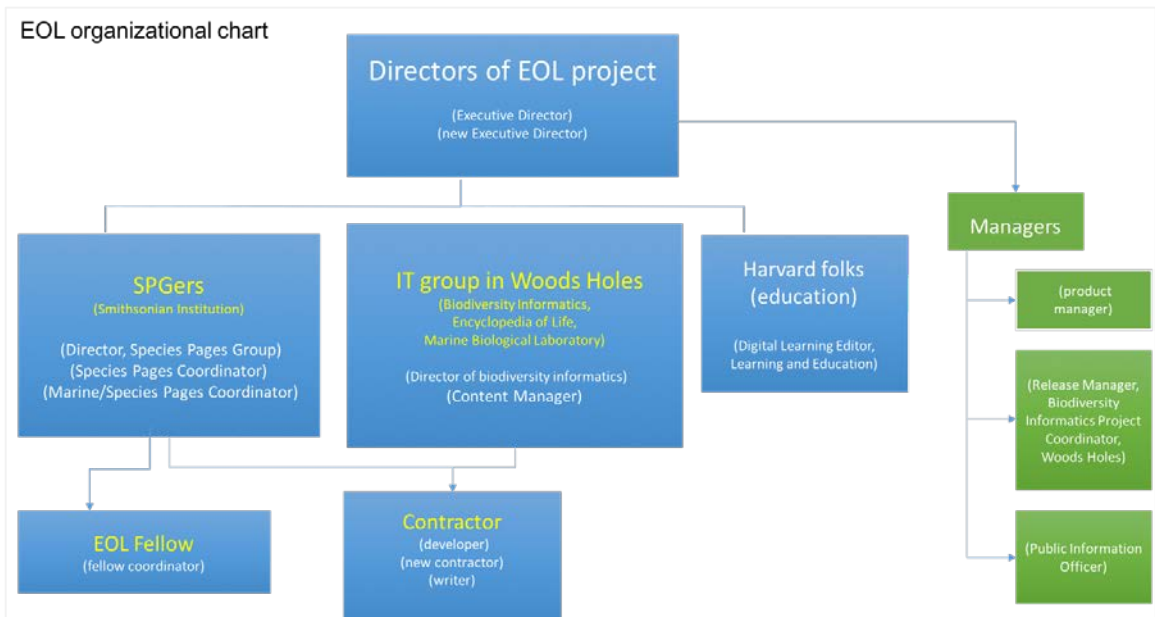 EOL organizational chart
Directors of EOL project
(Executive Director)
(new Executive Director)
SPGers
(Smithsonian Institution)
(Director, Species Pages Group)
(Species Pages Coordinator)
(Marine/Species Pages Coordinator)
IT group in Woods Holes
(Biodiversity Informatics,
Encyclopedia of Life,
Marine Biological Laboratory)
(Director of biodiversity informatics)
(Content Manager)
Harvard folks
(education)
(Digital Learning Editor,
Learning and Education)
Managers
(product
manager)
(Release Manager,
Biodiversity
Informatics Project
Coordinator,
Woods Holes)
(Public Information
Officer)
EOL Fellow
(fellow coordinator)
Contractor
(developer)
(new contractor)
(writer)